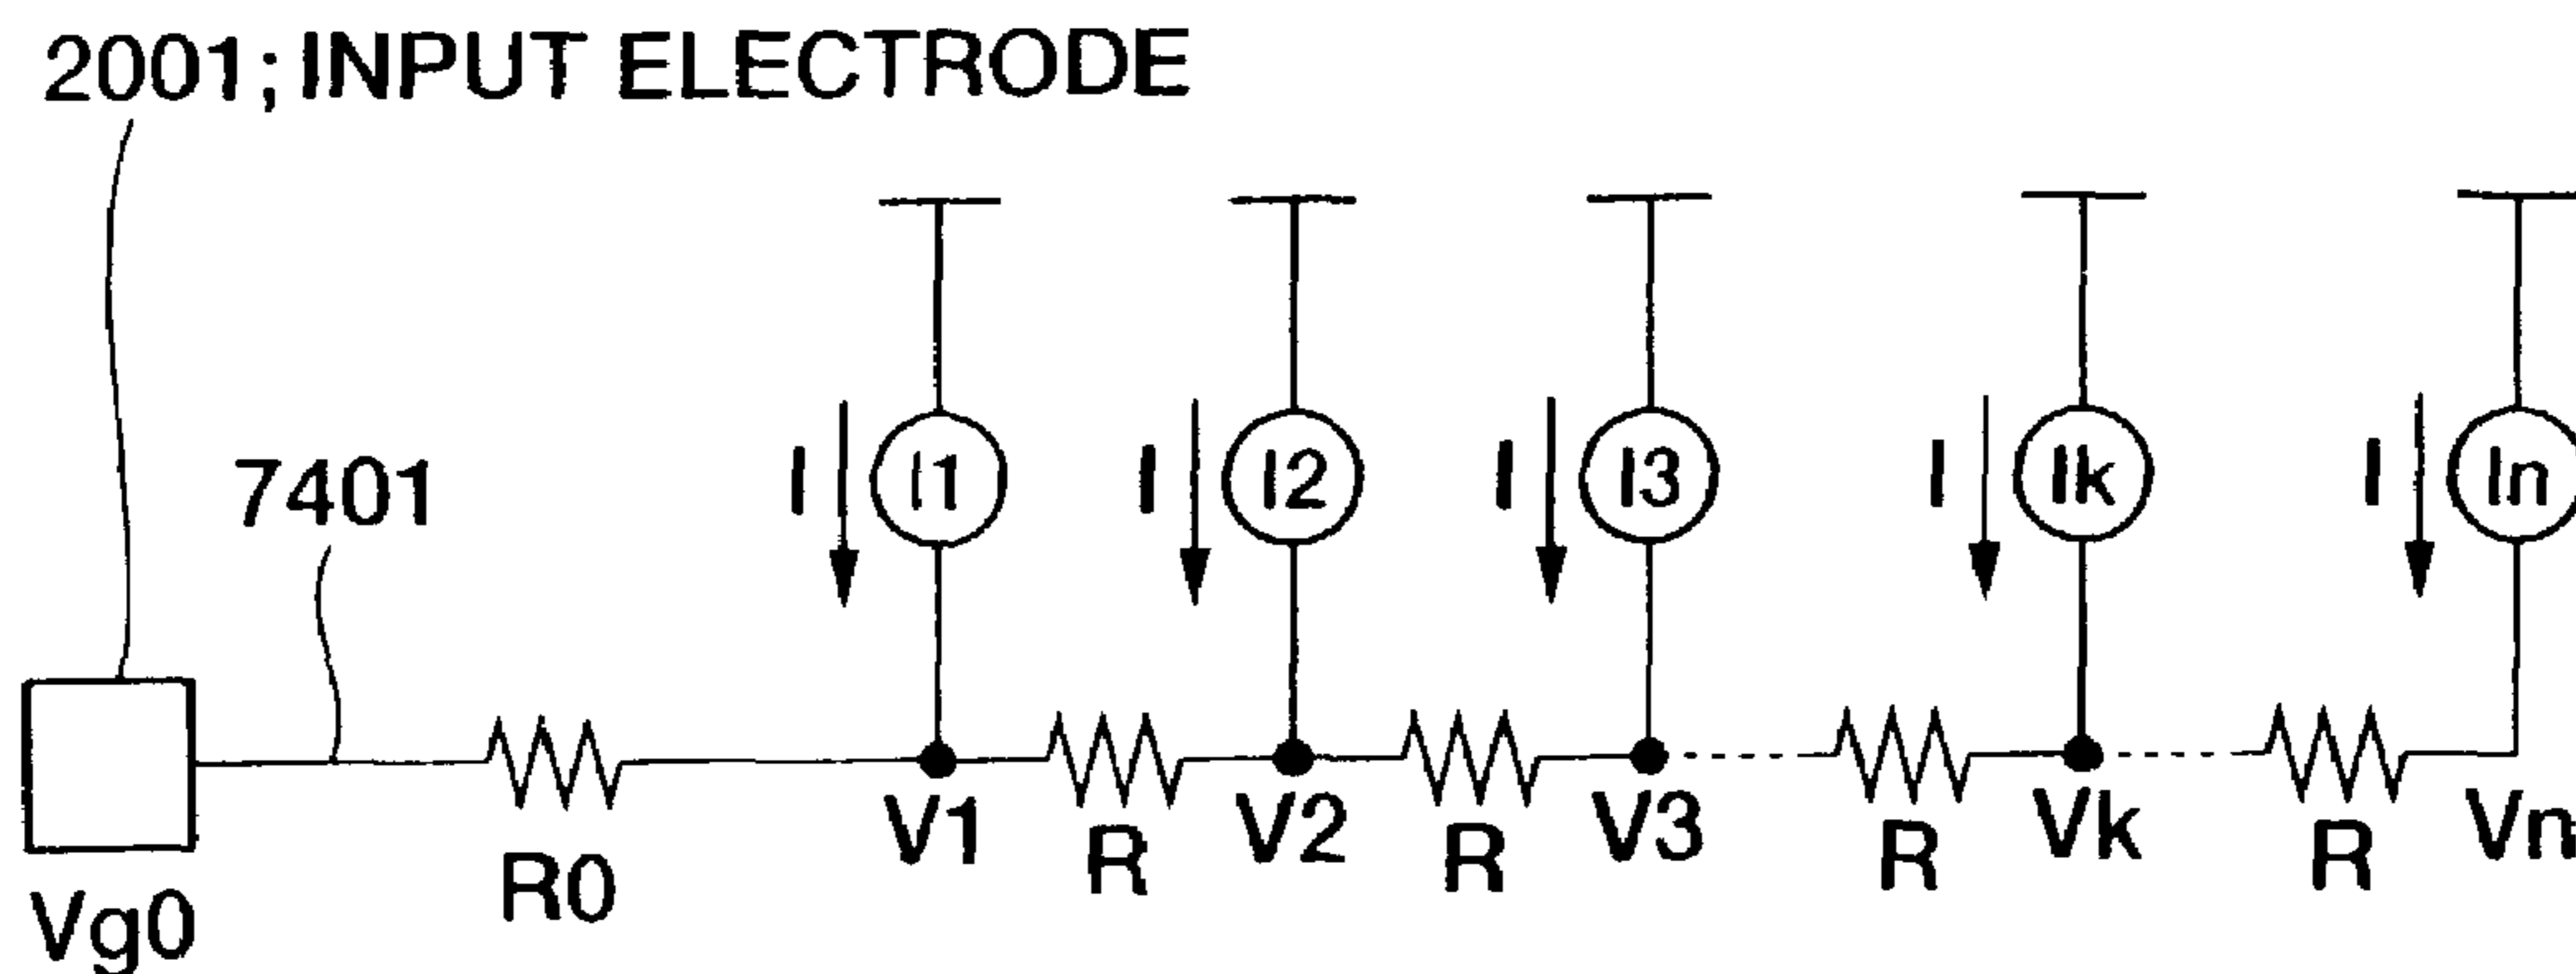 2001; INPUT ELECTRODE
7401
I I1 I I2 I I3 I Ik I In
V1 V2 V3 Vk Vn
R0 R R R R
Vg0